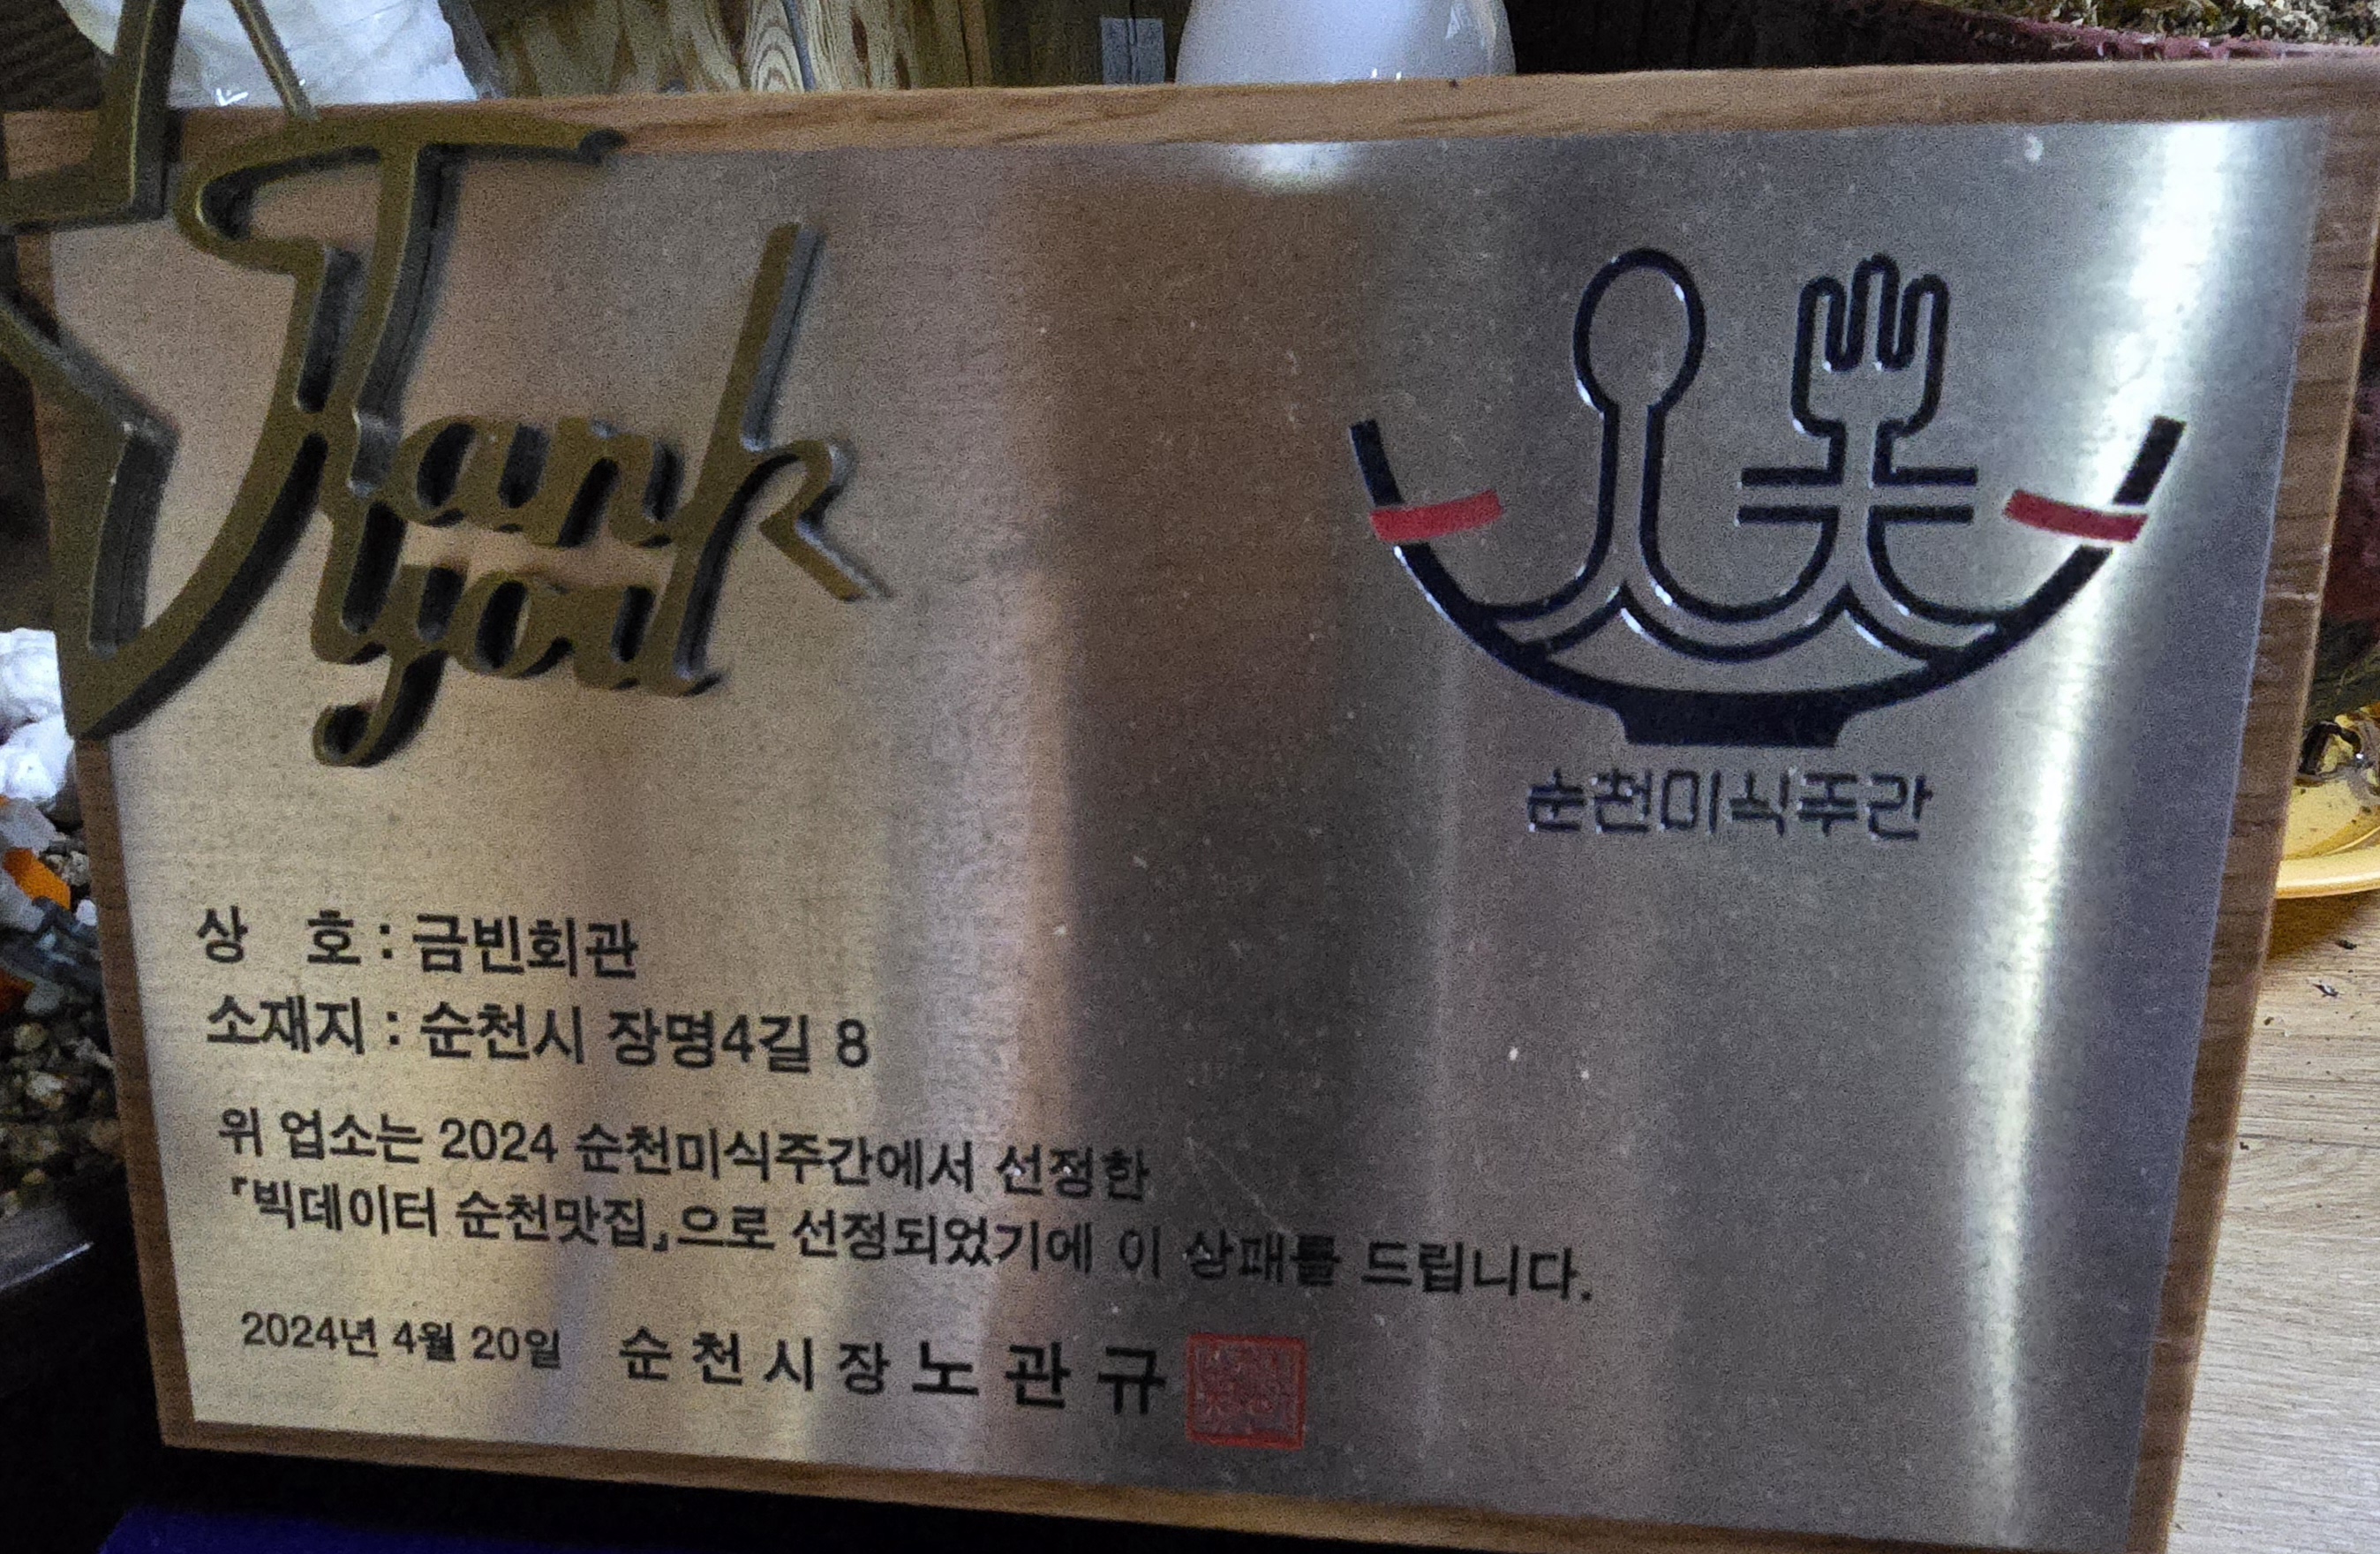 Thank
you
순천미식주간
상 호 : 금빈회관
소재지 : 순천시 장명4길 8
위 업소는 2024 순천미식주간에서 선정한
『빅데이터 순천맛집』으로 선정되었기에 이 상패를 드립니다.
2024년 4월 20일 순천시장 노관규